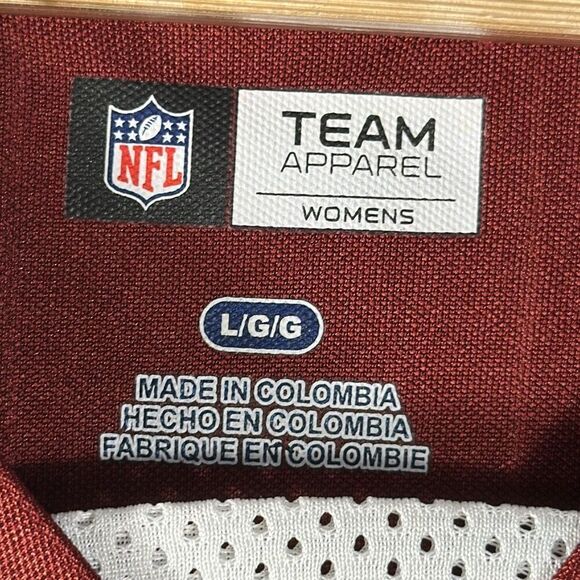 NFL
TEAM
APPAREL
WOMENS
L/G/G
MADE IN COLOMBIA
HECHO EN COLOMBIA
FABRIQUE EN COLOMBIE